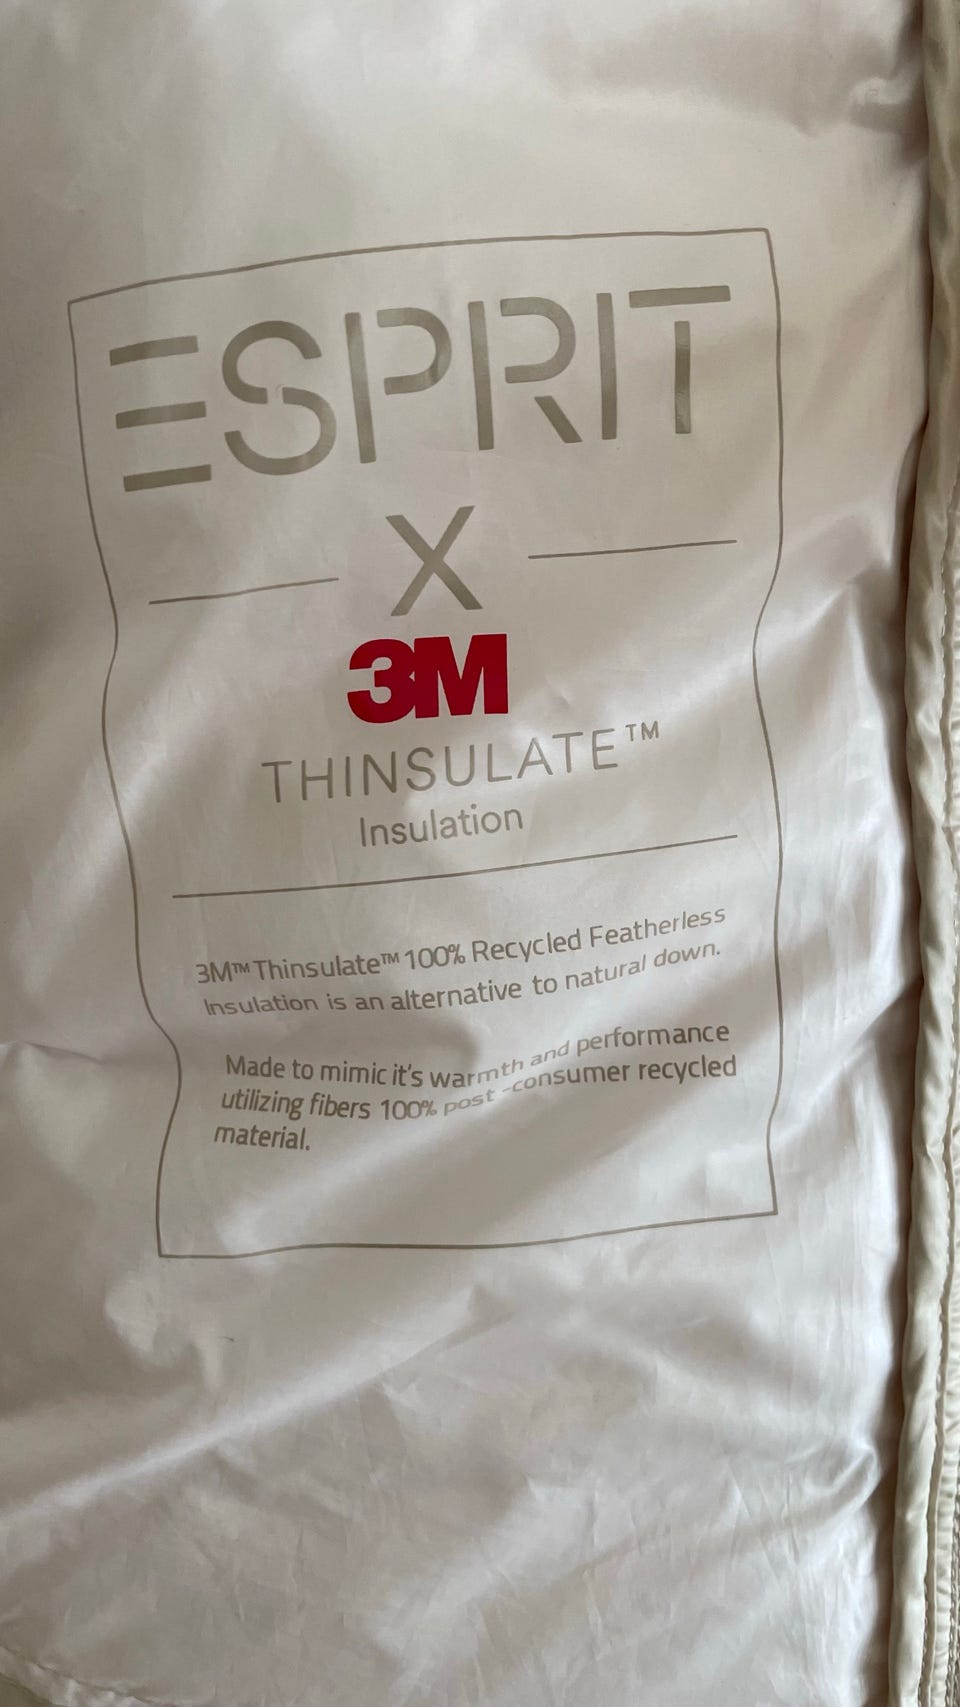 ESPRIT
X
3M
THINSULATE™
Insulation
3M™ Thinsulate™ 100% Recycled Featherless
Insulation is an alternative to natural down.
Made to mimic it's warmth and performance
utilizing fibers 100% post -consumer recycled
material.